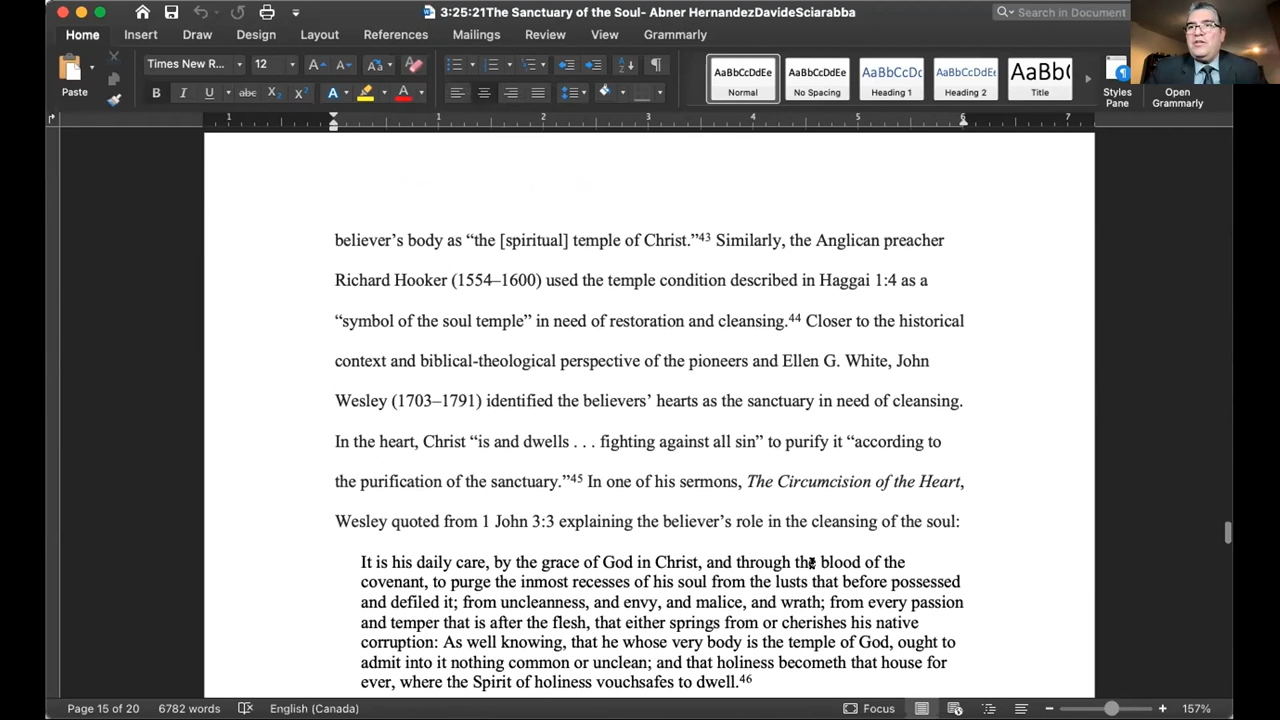 3:25:21The Sanctuary of the Soul- Abner HernandezDavideSciarabba
Search in Document
Home Insert Draw Design Layout References Mailings Review View Grammarly
Times New R... 12
Paste
AaBbCcDdEe AaBbCcDdEe AaBbCcDc AaBbCcDdEe AaBbC
Normal No Spacing Heading 1 Heading 2 Title
Styles Pane
Open Grammarly
1 1 2 3 4 5 6 7
believer’s body as “the [spiritual] temple of Christ.”43 Similarly, the Anglican preacher
Richard Hooker (1554–1600) used the temple condition described in Haggai 1:4 as a
“symbol of the soul temple” in need of restoration and cleansing.44 Closer to the historical
context and biblical-theological perspective of the pioneers and Ellen G. White, John
Wesley (1703–1791) identified the believers’ hearts as the sanctuary in need of cleansing.
In the heart, Christ “is and dwells . . . fighting against all sin” to purify it “according to
the purification of the sanctuary.”45 In one of his sermons, The Circumcision of the Heart,
Wesley quoted from 1 John 3:3 explaining the believer’s role in the cleansing of the soul:
It is his daily care, by the grace of God in Christ, and through the blood of the
covenant, to purge the inmost recesses of his soul from the lusts that before possessed
and defiled it; from uncleanness, and envy, and malice, and wrath; from every passion
and temper that is after the flesh, that either springs from or cherishes his native
corruption: As well knowing, that he whose very body is the temple of God, ought to
admit into it nothing common or unclean; and that holiness becometh that house for
ever, where the Spirit of holiness vouchsafes to dwell.46
Page 15 of 20 6782 words English (Canada) Focus 157%